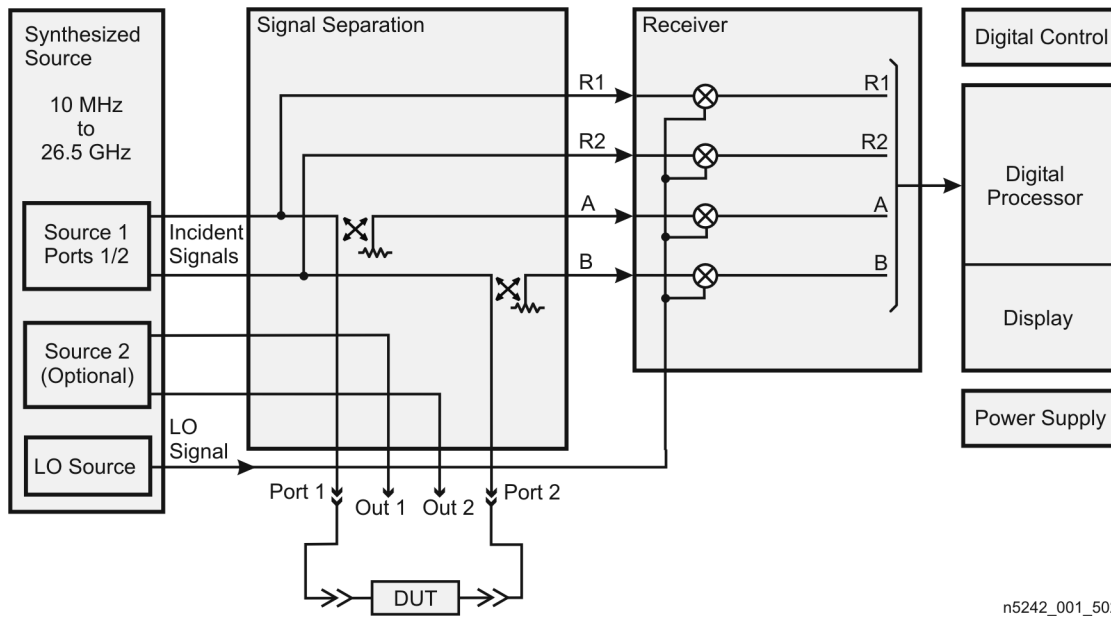 Synthesized
Source
10 MHz
to
26.5 GHz
Source 1
Ports 1/2
Source 2
(Optional)
LO Source
Signal Separation
Incident
Signals
LO
Signal
R1
R2
A
B
Port 1
Out 1
Out 2
Port 2
DUT
Receiver
R1
R2
A
B
Digital Control
Digital
Processor
Display
Power Supply